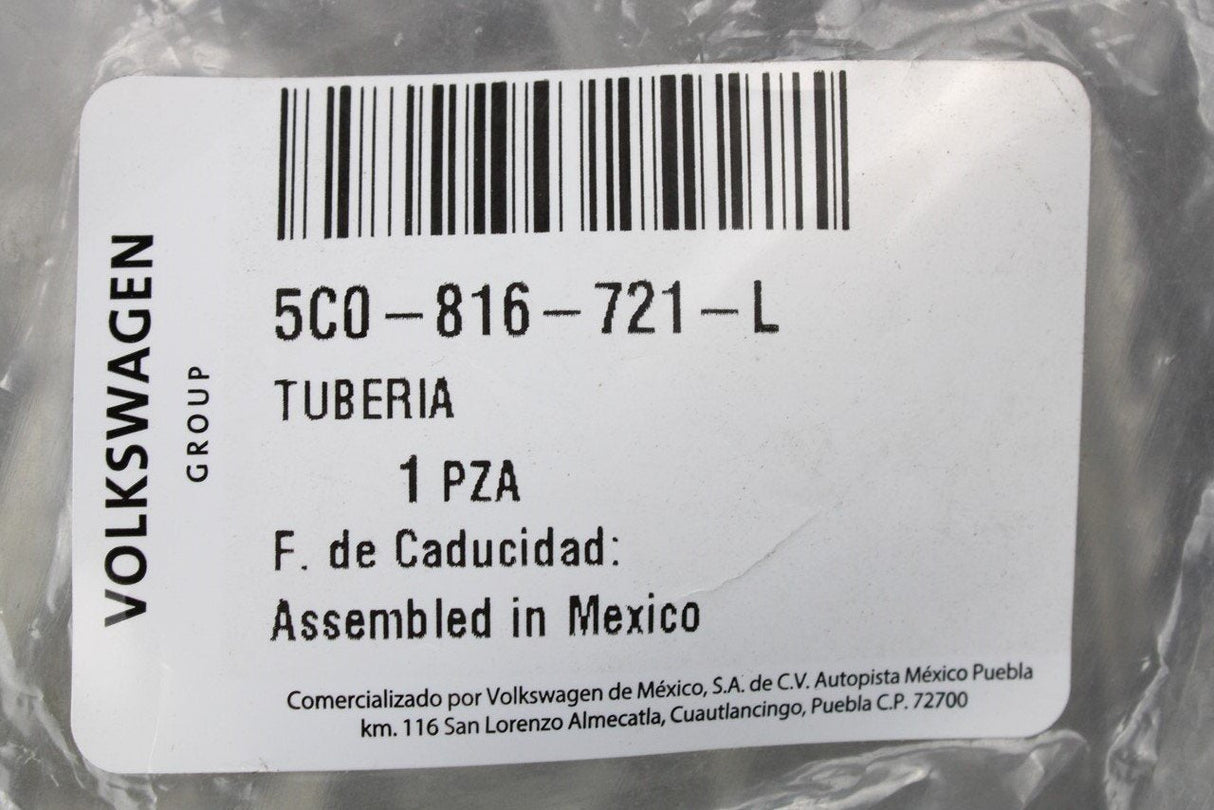 VOLKSWAGEN
GROUP
5C0-816-721-L
TUBERIA
1 PZA
F. de Caducidad:
Assembled in Mexico
Comercializado por Volkswagen de México, S.A. de C.V. Autopista México Puebla
km. 116 San Lorenzo Almecatla, Cuautlancingo, Puebla C.P. 72700